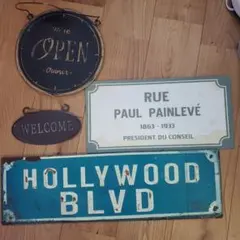 OPEN
WELCOME
RUE
PAUL PAINLEVÉ
1863-1933
PRESIDENT DU CONSEIL
HOLLYWOOD
BLVD